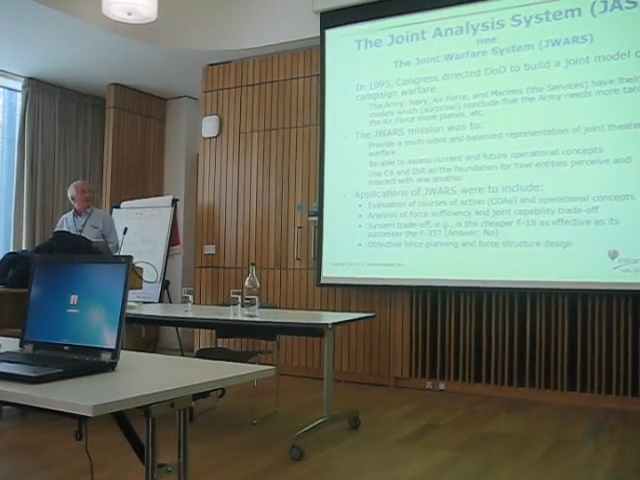 The Joint Analysis System (JAS
nee
The Joint Warfare System (JWARS)
In 1995, Congress directed DoD to build a joint model o
campaign warfare.
The Army, Navy, Air Force, and Marines (the Services) have their
models which (surprise!) conclude that the Army needs more tan
the Air Force more planes, etc.
The JWARS mission was to:
Provide a multi-sided and balanced representation of joint theater
warfare
Be able to assess current and future operational concepts
Use C4 and ISR as the foundation for how entities perceive and
interact with one another
Applications of JWARS were to include:
Evaluation of courses of action (COAs) and operational concepts
Analysis of force sufficiency and joint capability trade-off
System trade-off, e.g., is the cheaper F-18 as effective as its
successor the F-35? (Answer: No)
Objective force planning and force structure design